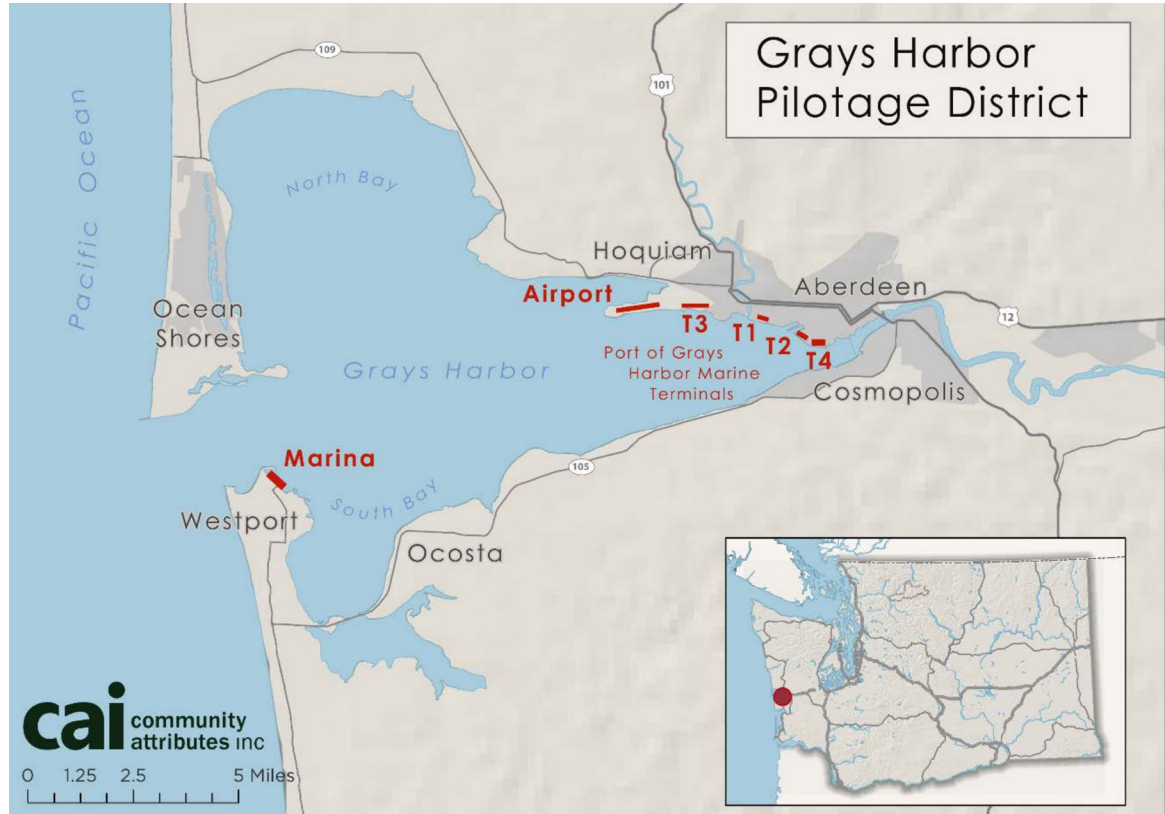 Grays Harbor
Pilotage District
109
101
Pacific Ocean
North Bay
Hoquiam
Aberdeen
Airport
Ocean
Shores
T3
T1
T2
T4
12
Port of Grays
Harbor Marine
Terminals
Grays Harbor
Cosmopolis
Marina
105
South Bay
Westport
Ocosta
cai community
attributes inc
0 1.25 2.5 5 Miles